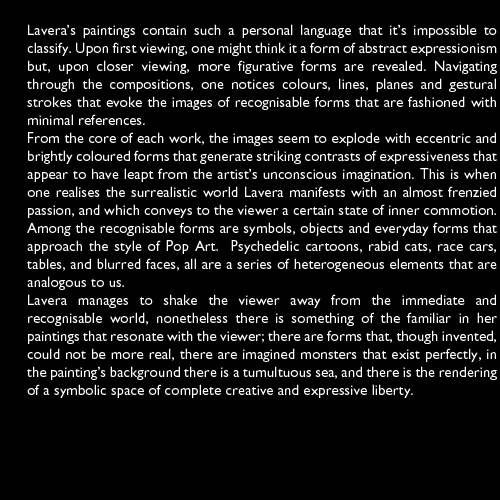 Lavera's paintings contain such a personal language that it's impossible to
classify. Upon first viewing, one might think it a form of abstract expressionism
but, upon closer viewing, more figurative forms are revealed. Navigating
through the compositions, one notices colours, lines, planes and gestural
strokes that evoke the images of recognisable forms that are fashioned with
minimal references.
From the core of each work, the images seem to explode with eccentric and
brightly coloured forms that generate striking contrasts of expressiveness that
appear to have leapt from the artist's unconscious imagination. This is when
one realises the surrealistic world Lavera manifests with an almost frenzied
passion, and which conveys to the viewer a certain state of inner commotion.
Among the recognisable forms are symbols, objects and everyday forms that
approach the style of Pop Art.  Psychedelic cartoons, rabid cats, race cars,
tables, and blurred faces, all are a series of heterogeneous elements that are
analogous to us.
Lavera manages to shake the viewer away from the immediate and
recognisable world, nonetheless there is something of the familiar in her
paintings that resonate with the viewer; there are forms that, though invented,
could not be more real, there are imagined monsters that exist perfectly, in
the painting's background there is a tumultuous sea, and there is the rendering
of a symbolic space of complete creative and expressive liberty.